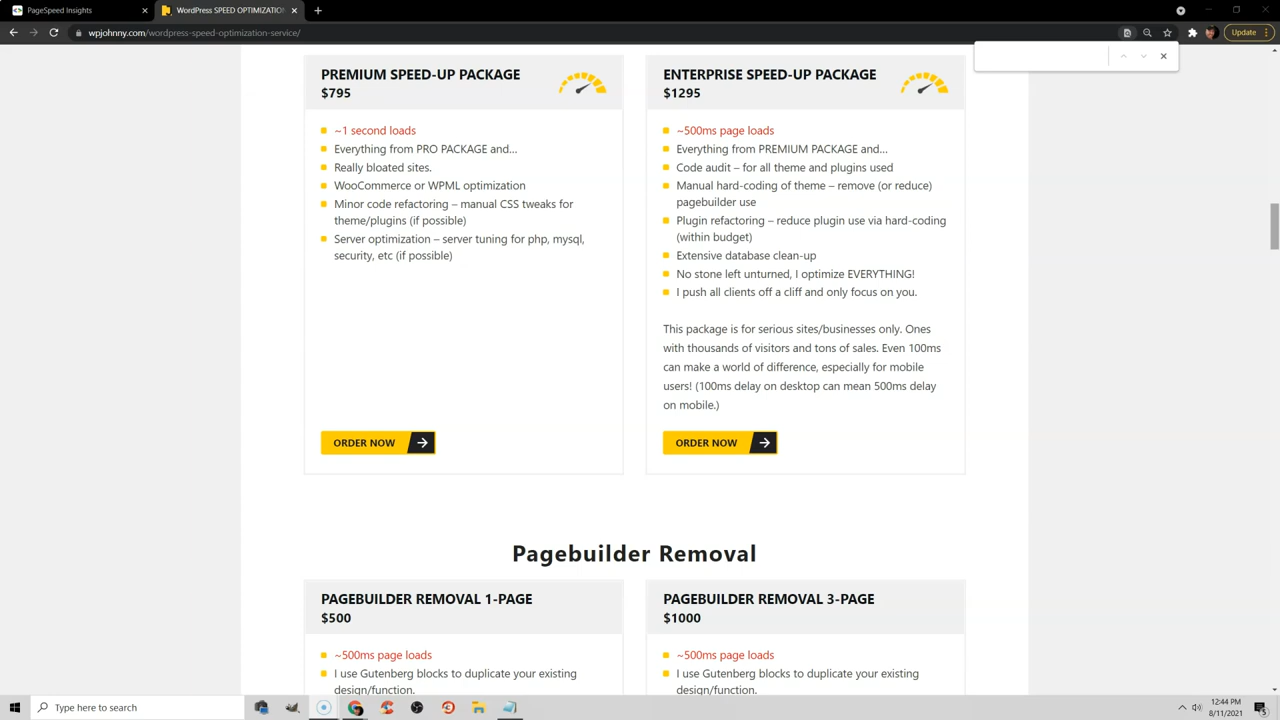 PageSpeed Insights
WordPress SPEED OPTIMIZATION
wpjohnny.com/wordpress-speed-optimization-service/
Update
PREMIUM SPEED-UP PACKAGE
$795
~1 second loads
Everything from PRO PACKAGE and...
Really bloated sites.
WooCommerce or WPML optimization
Minor code refactoring – manual CSS tweaks for
theme/plugins (if possible)
Server optimization – server tuning for php, mysql,
security, etc (if possible)
ORDER NOW
ENTERPRISE SPEED-UP PACKAGE
$1295
~500ms page loads
Everything from PREMIUM PACKAGE and...
Code audit – for all theme and plugins used
Manual hard-coding of theme – remove (or reduce)
pagebuilder use
Plugin refactoring – reduce plugin use via hard-coding
(within budget)
Extensive database clean-up
No stone left unturned, I optimize EVERYTHING!
I push all clients off a cliff and only focus on you.
This package is for serious sites/businesses only. Ones
with thousands of visitors and tons of sales. Even 100ms
can make a world of difference, especially for mobile
users! (100ms delay on desktop can mean 500ms delay
on mobile.)
ORDER NOW
Pagebuilder Removal
PAGEBUILDER REMOVAL 1-PAGE
$500
~500ms page loads
I use Gutenberg blocks to duplicate your existing
design/function.
PAGEBUILDER REMOVAL 3-PAGE
$1000
~500ms page loads
I use Gutenberg blocks to duplicate your existing
design/function.
Type here to search
12:44 PM
8/11/2021
5